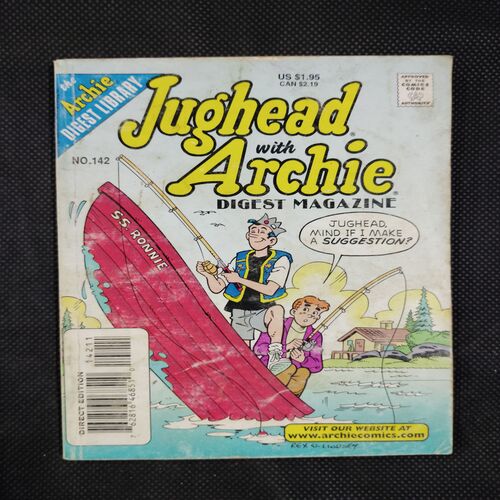 THE Archie
DIGEST LIBRARY
US $1.95
CAN $2.19
APPROVED
BY THE
COMICS
CODE
AUTHORITY
Jughead
with
Archie
DIGEST MAGAZINE
NO. 142
JUGHEAD,
MIND IF I MAKE
A SUGGESTION?
S.S. RONNIE
14211
DIRECT EDITION
VISIT OUR WEBSITE AT
www.archiecomics.com